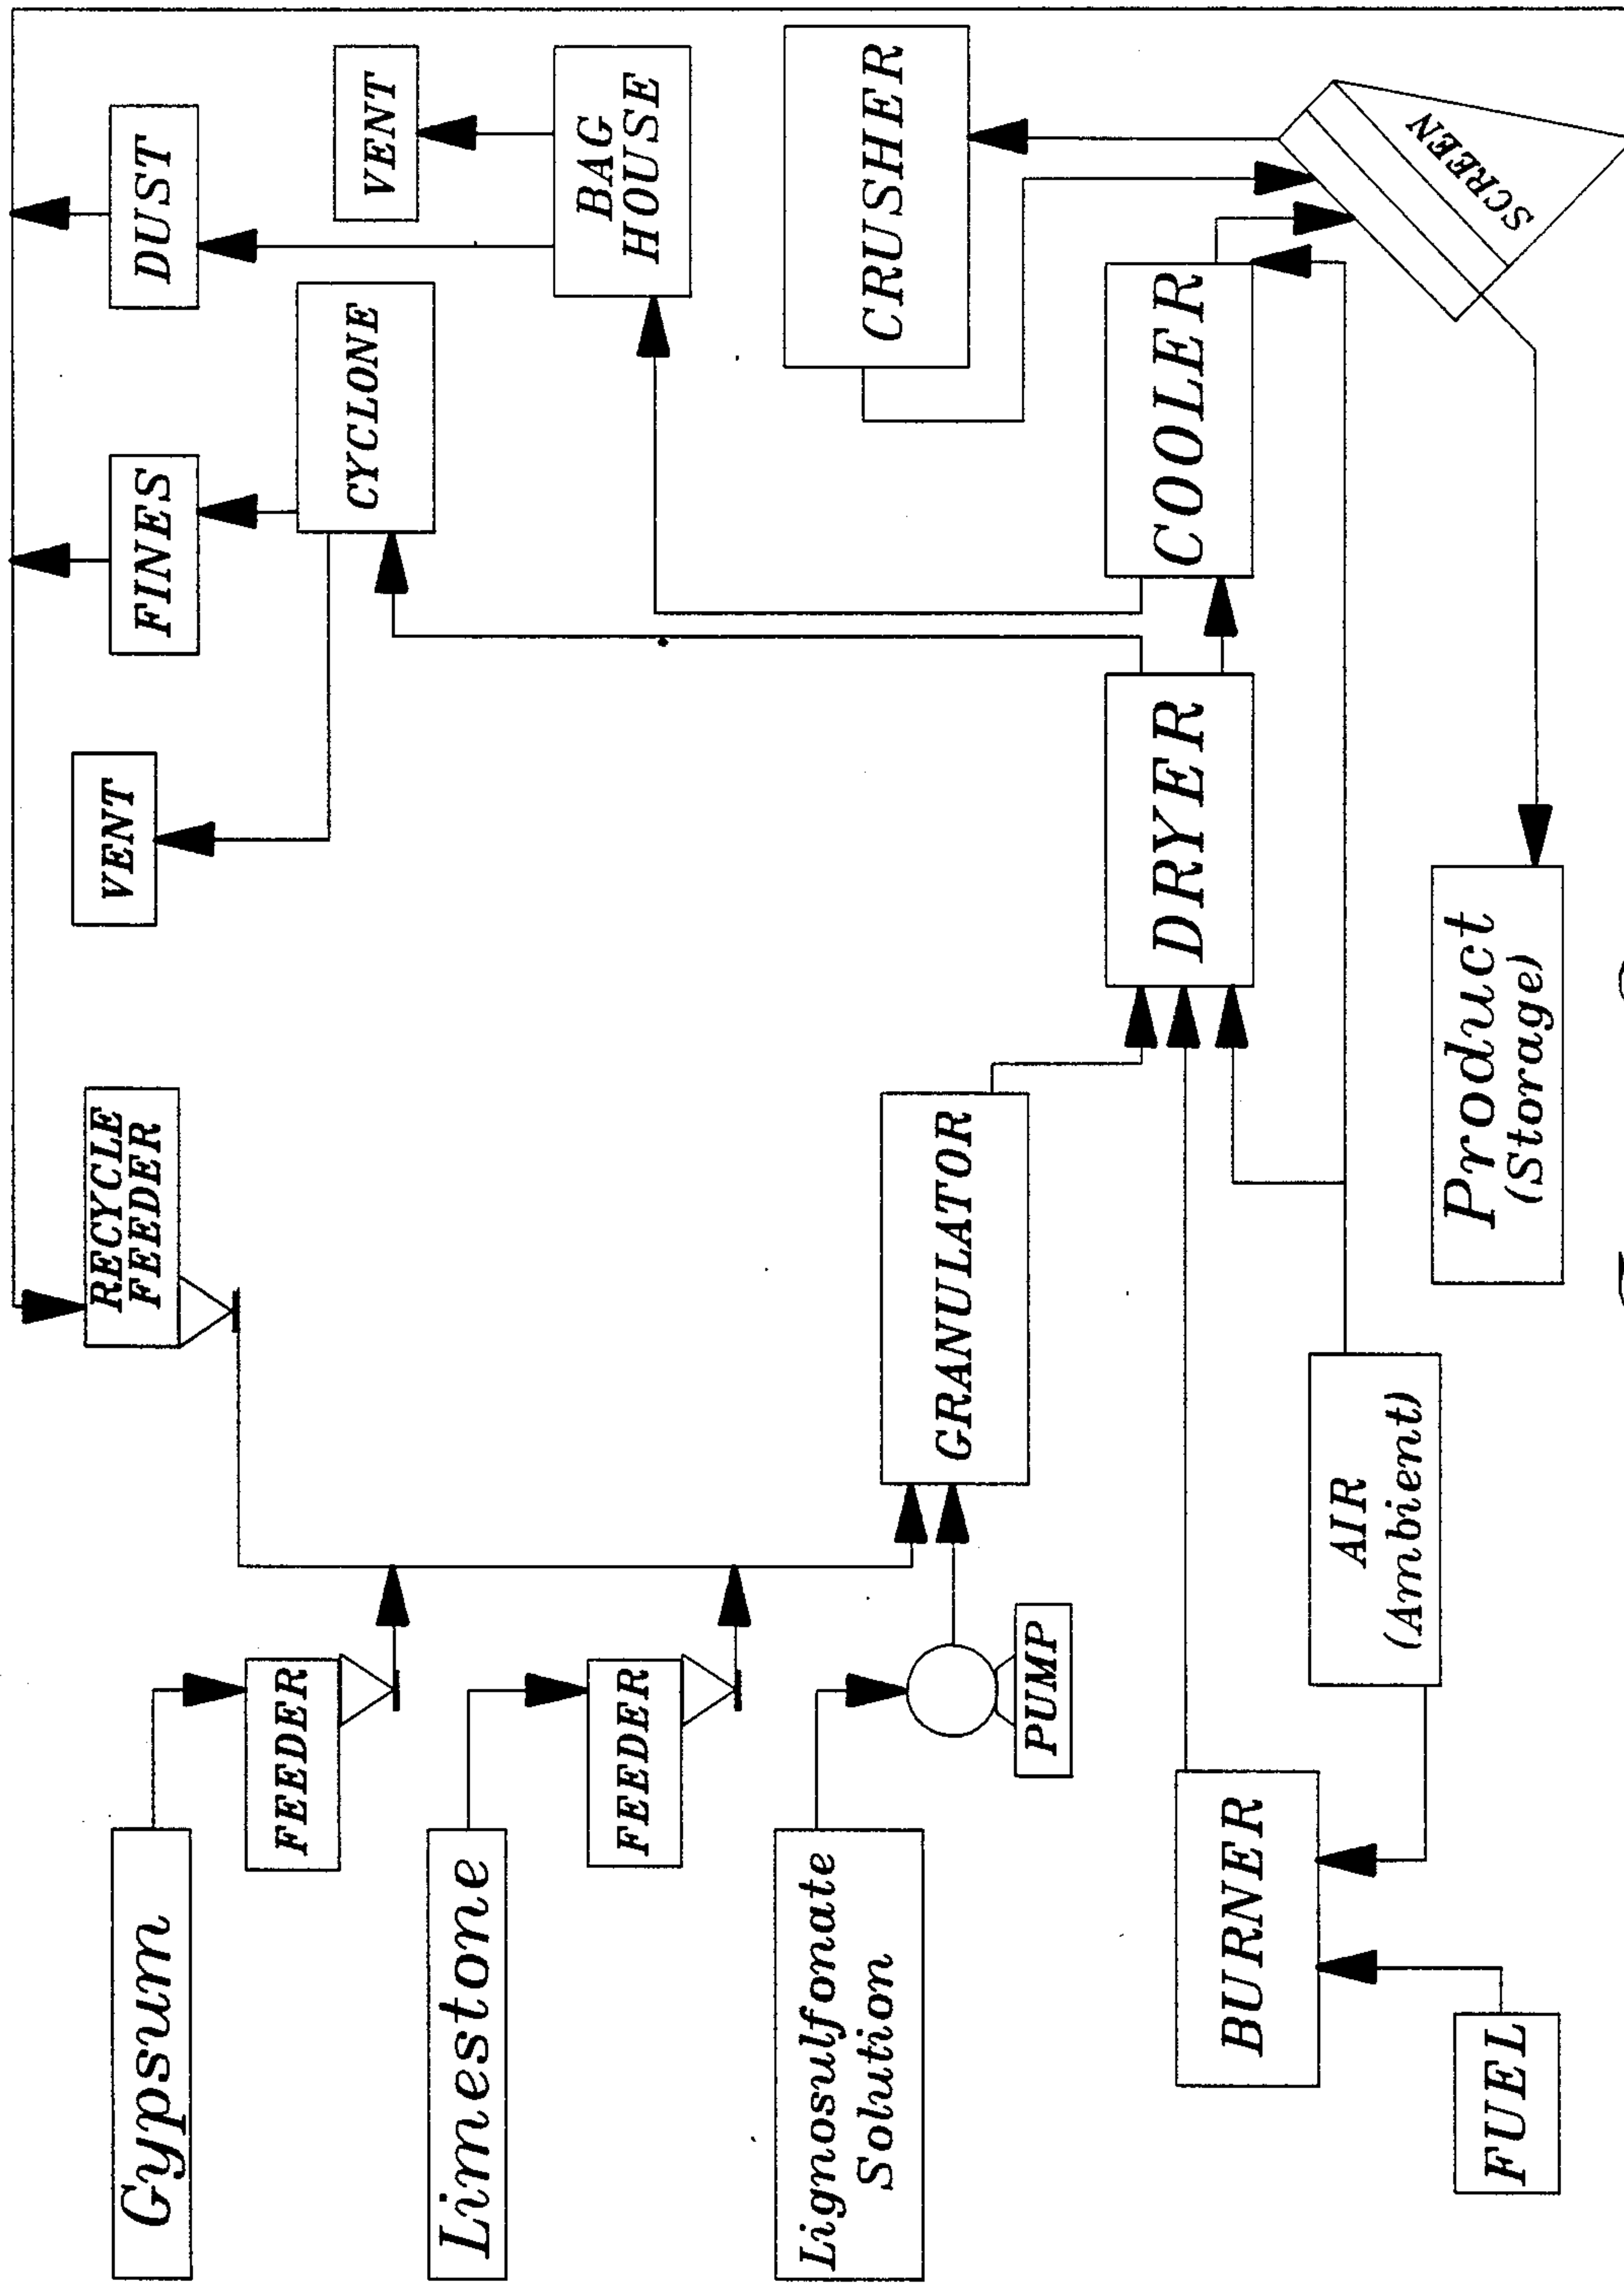 Gypsum
FEEDER
Limestone
FEEDER
Lignosulfonate
Solution
PUMP
RECYCLE
FEEDER
GRANULATOR
VENT
FINES
DUST
CYCLONE
VENT
BAG
HOUSE
CRUSHER
DRYER
COOLER
SCREEN
BURNER
FUEL
AIR
(Ambient)
Product
(Storage)